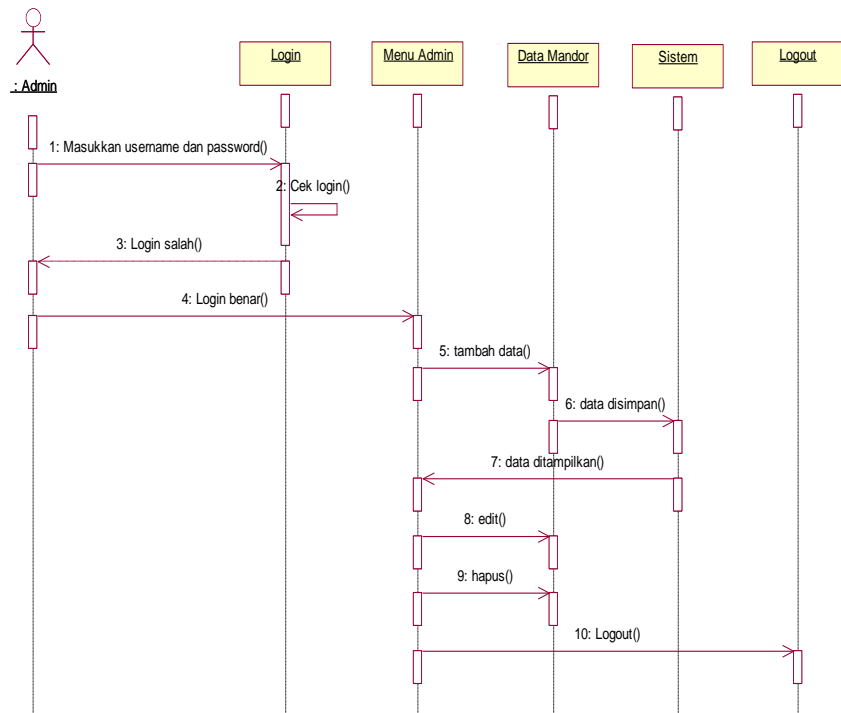 : Admin
Login
Menu Admin
Data Mandor
Sistem
Logout
1: Masukkan username dan password()
2: Cek login()
3: Login salah()
4: Login benar()
5: tambah data()
6: data disimpan()
7: data ditampilkan()
8: edit()
9: hapus()
10: Logout()